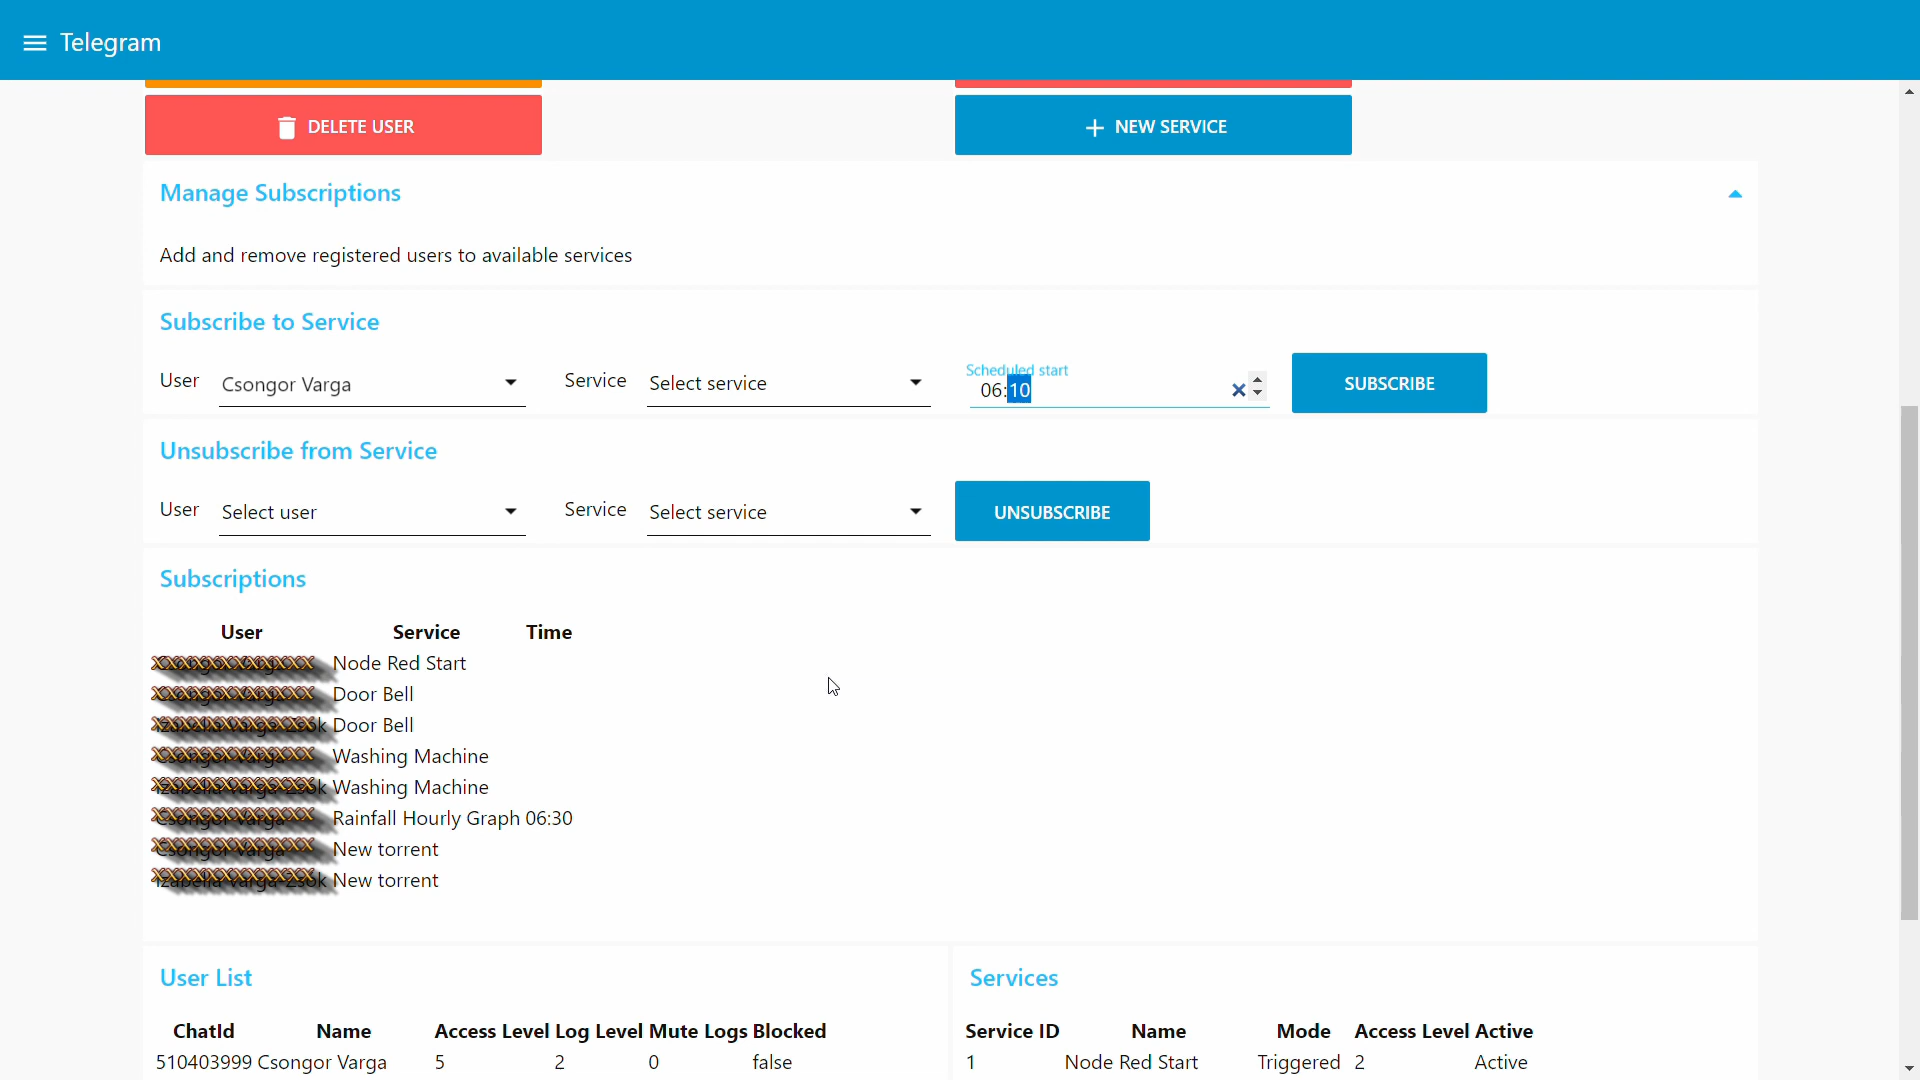 Telegram
DELETE USER
NEW SERVICE
Manage Subscriptions
Add and remove registered users to available services
Subscribe to Service
User Csongor Varga Service Select service Scheduled start 06:10 SUBSCRIBE
Unsubscribe from Service
User Select user Service Select service UNSUBSCRIBE
Subscriptions
User Service Time
Node Red Start
Door Bell
Door Bell
Washing Machine
Washing Machine
Rainfall Hourly Graph 06:30
New torrent
New torrent
User List
ChatId Name Access Level Log Level Mute Logs Blocked
510403999 Csongor Varga 5 2 0 false
Services
Service ID Name Mode Access Level Active
1 Node Red Start Triggered 2 Active